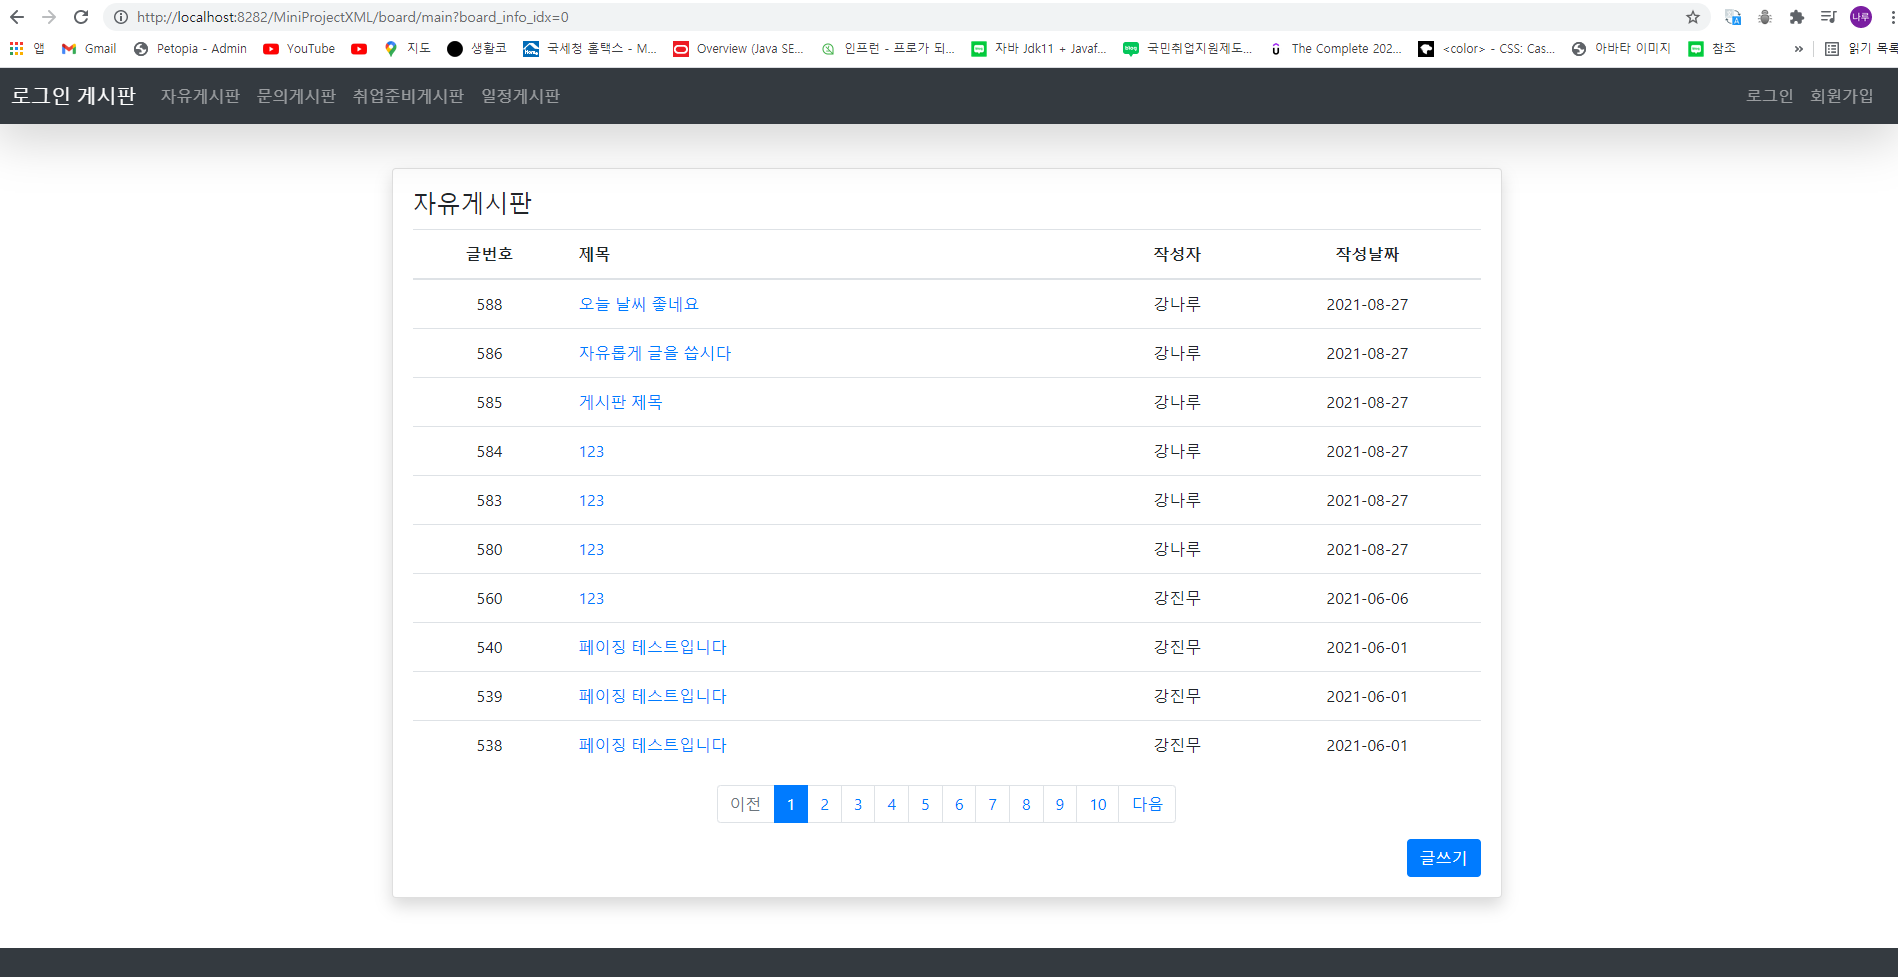 http://localhost:8282/MiniProjectXML/board/main?board_info_idx=0 나루
앱 Gmail Petopia - Admin YouTube 지도 생활코 국세청 홈택스 - M... Overview (Java SE... 인프런 - 프로가 되... 자바 Jdk11 + Javaf... 국민취업지원제도... The Complete 202... <color> - CSS: Cas... 아바타 이미지 참조 » 읽기 목록
로그인 게시판 자유게시판 문의게시판 취업준비게시판 일정게시판 로그인 회원가입
자유게시판
글번호 제목 작성자 작성날짜
588 오늘 날씨 좋네요 강나루 2021-08-27
586 자유롭게 글을 씁시다 강나루 2021-08-27
585 게시판 제목 강나루 2021-08-27
584 123 강나루 2021-08-27
583 123 강나루 2021-08-27
580 123 강나루 2021-08-27
560 123 강진무 2021-06-06
540 페이징 테스트입니다 강진무 2021-06-01
539 페이징 테스트입니다 강진무 2021-06-01
538 페이징 테스트입니다 강진무 2021-06-01
이전 1 2 3 4 5 6 7 8 9 10 다음
글쓰기